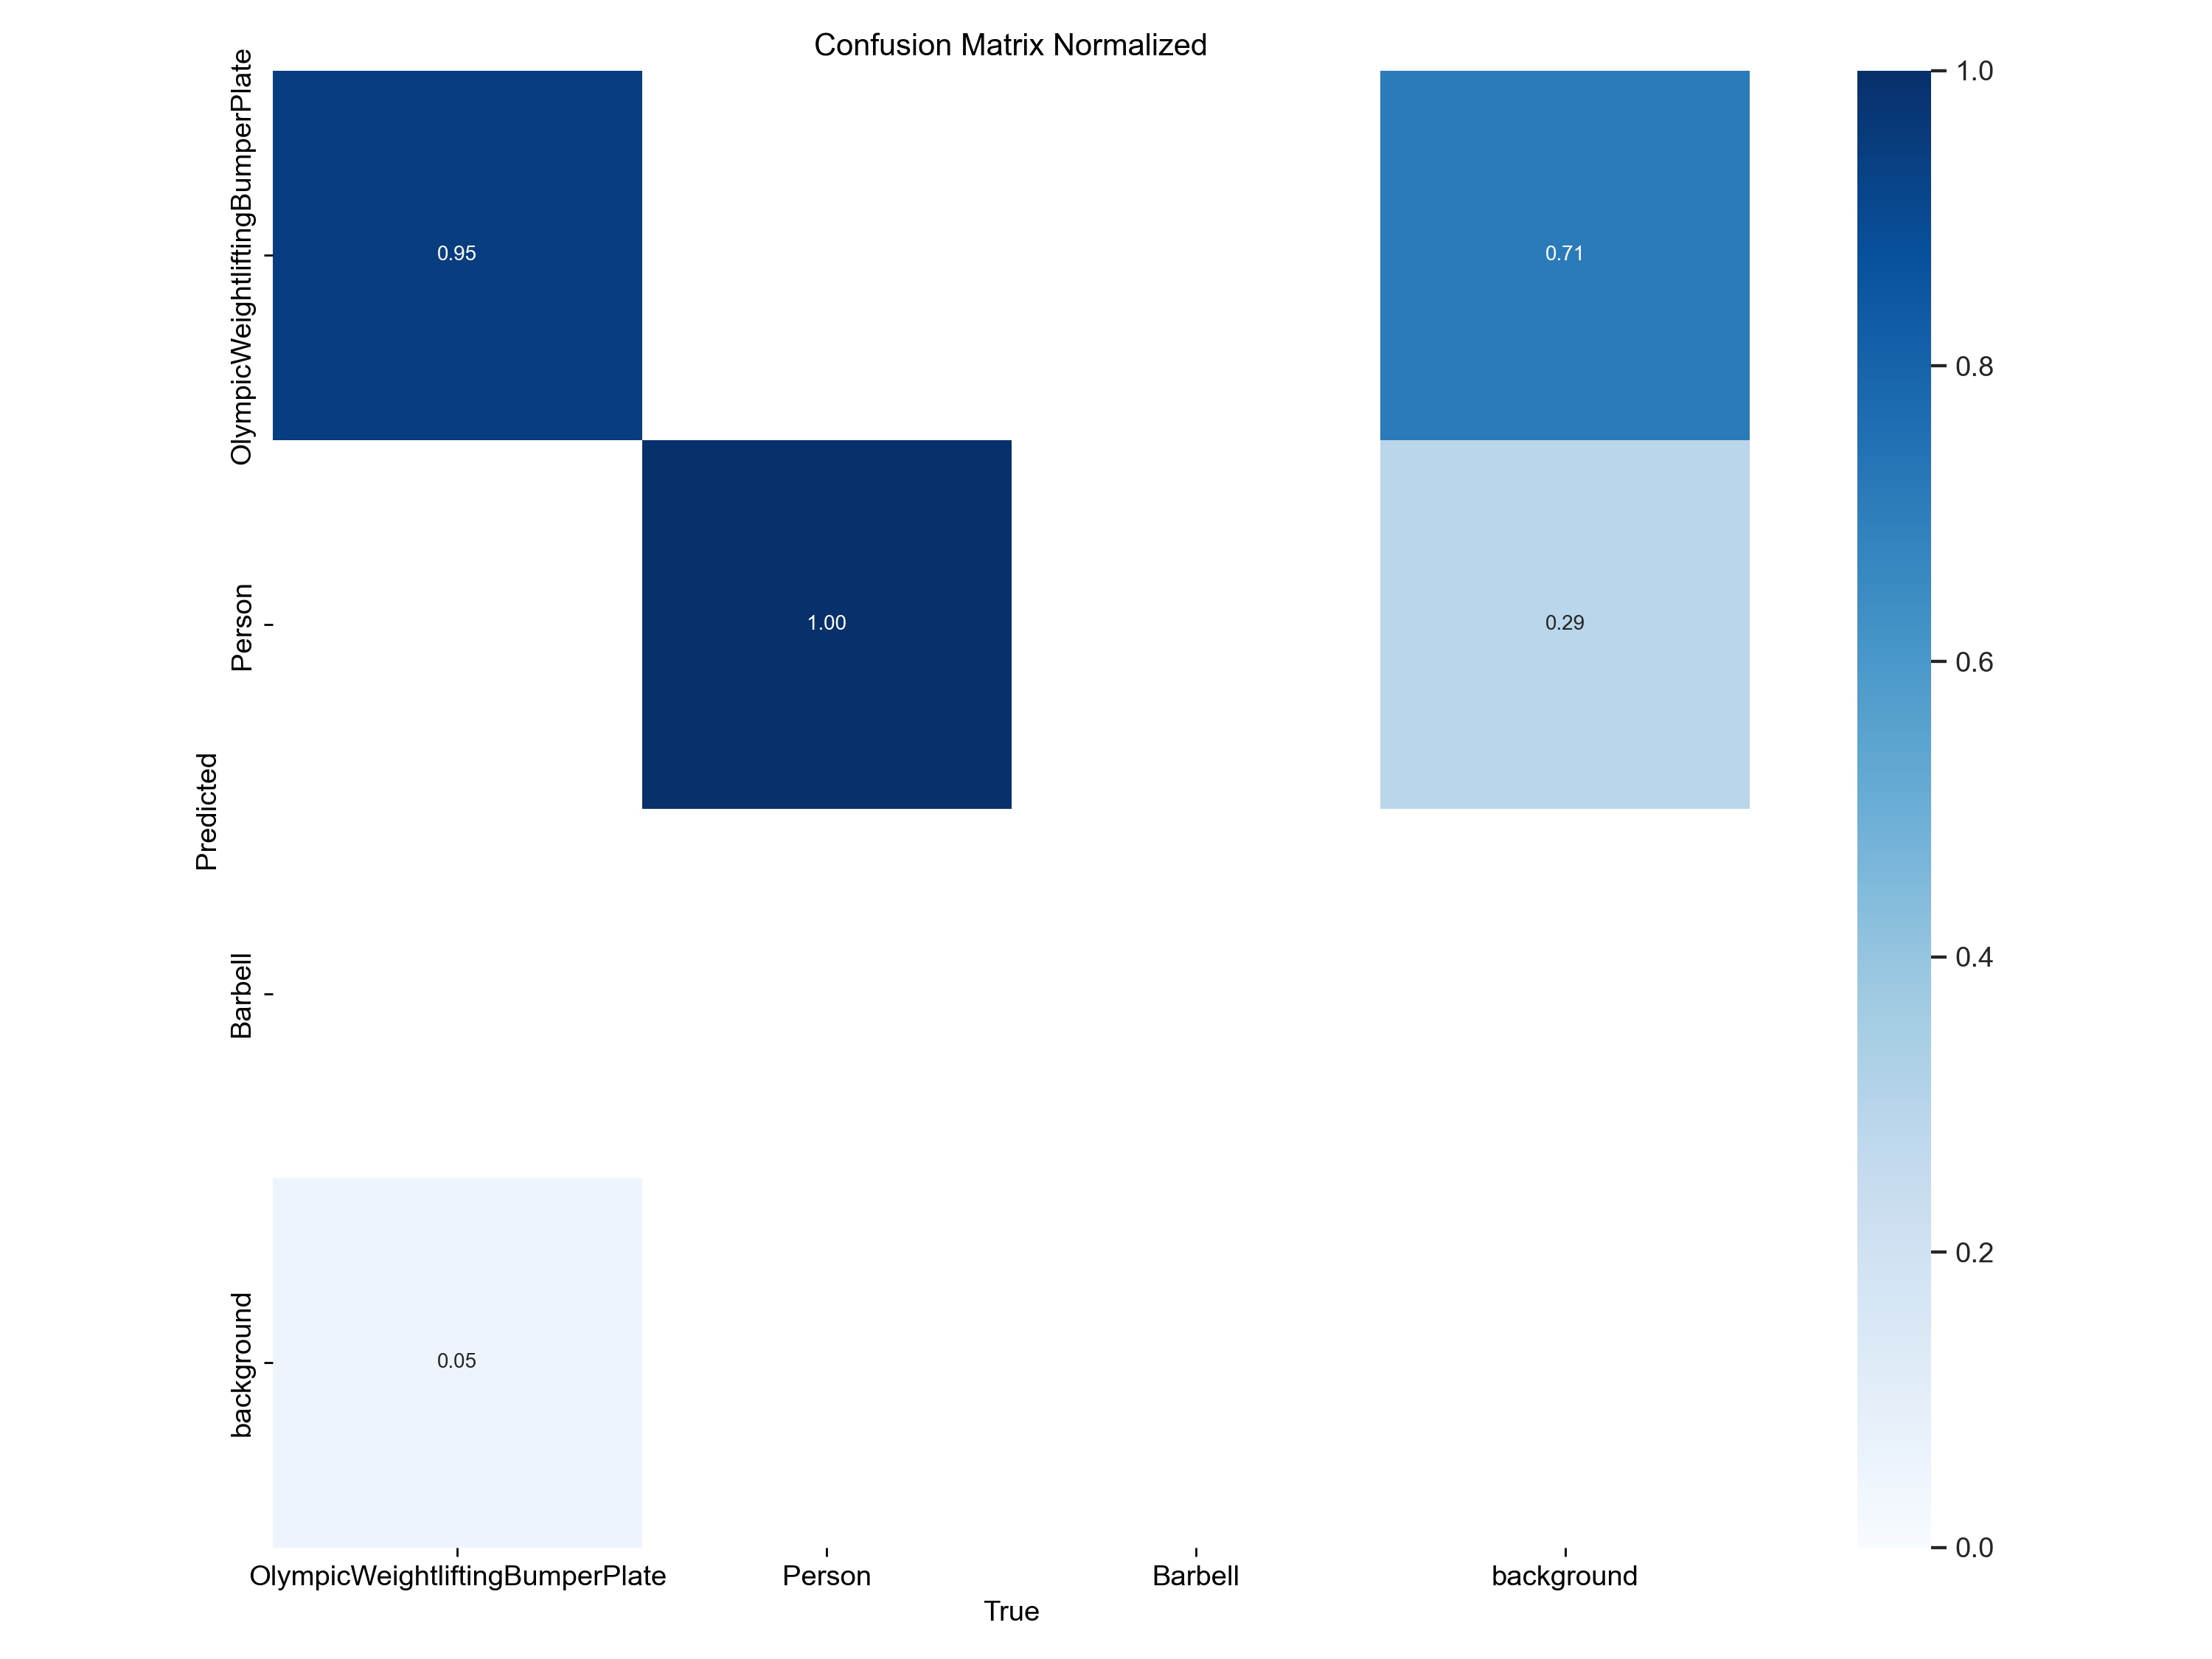 Confusion Matrix Normalized
OlympicWeightliftingBumperPlate
Person
Barbell
background
Predicted
0.95
0.71
1.00
0.29
0.05
OlympicWeightliftingBumperPlate
Person
Barbell
background
True
1.0
0.8
0.6
0.4
0.2
0.0